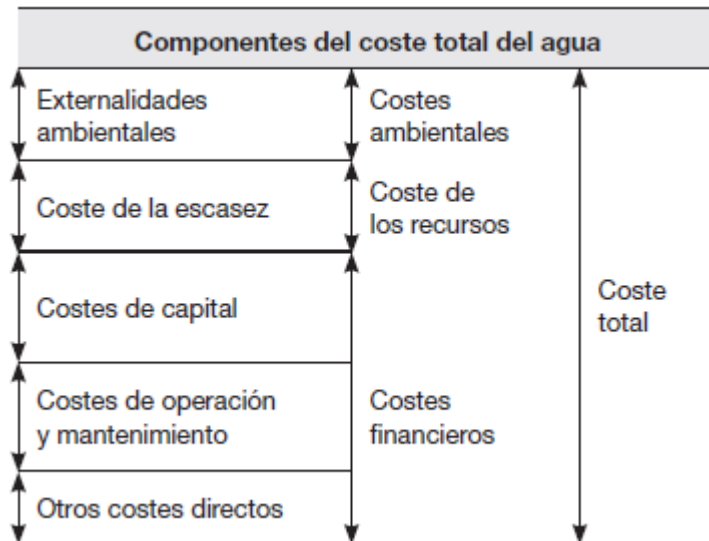 Componentes del coste total del agua
Externalidades
ambientales
Costes
ambientales
Coste de la escasez
Coste de
los recursos
Costes de capital
Coste
total
Costes de operación
y mantenimiento
Costes
financieros
Otros costes directos